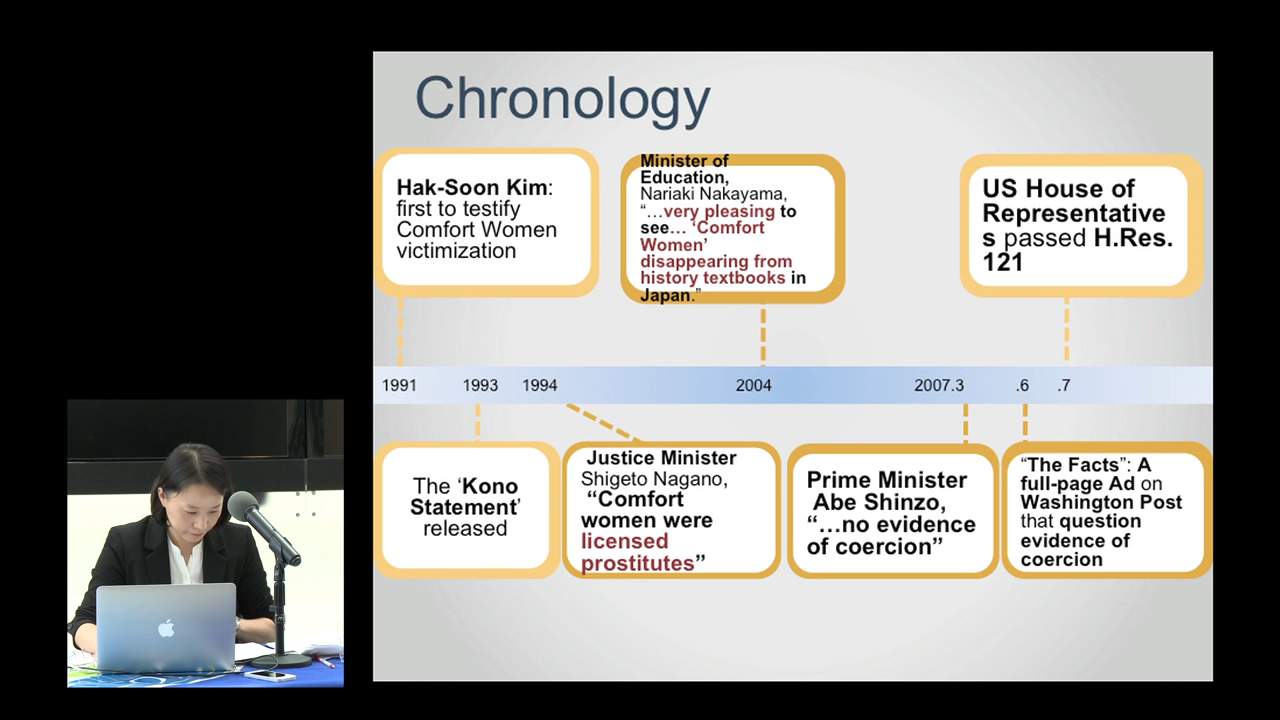 Chronology
Hak-Soon Kim:
first to testify
Comfort Women
victimization
Minister of
Education,
Nariaki Nakayama,
“…very pleasing to
see… ‘Comfort
Women’
disappearing from
history textbooks in
Japan.”
US House of
Representative
s passed H.Res.
121
1991 1993 1994 2004 2007.3 .6 .7
The ‘Kono
Statement’
released
Justice Minister
Shigeto Nagano,
“Comfort
women were
licensed
prostitutes”
Prime Minister
Abe Shinzo,
“…no evidence
of coercion”
“The Facts”: A
full-page Ad on
Washington Post
that question
evidence of
coercion